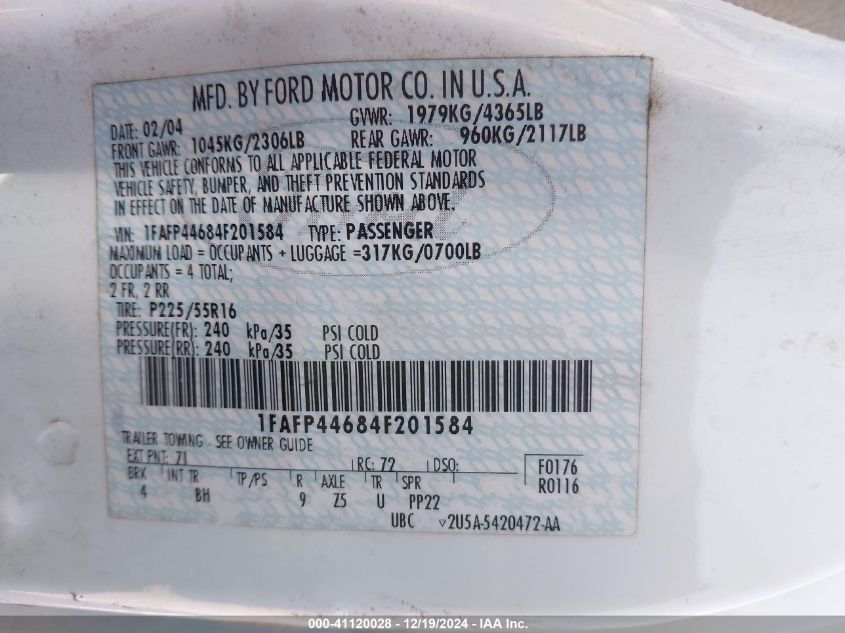 MFD. BY FORD MOTOR CO. IN U.S.A.
DATE: 02/04 GVWR: 1979KG/4365LB
FRONT GAWR: 1045KG/2306LB REAR GAWR: 960KG/2117LB
THIS VEHICLE CONFORMS TO ALL APPLICABLE FEDERAL MOTOR
VEHICLE SAFETY, BUMPER, AND THEFT PREVENTION STANDARDS
IN EFFECT ON THE DATE OF MANUFACTURE SHOWN ABOVE.
VIN: 1FAFP44684F201584 TYPE: PASSENGER
MAXIMUM LOAD = OCCUPANTS + LUGGAGE =317KG/0700LB
OCCUPANTS = 4 TOTAL;
2 FR, 2 RR
TIRE: P225/55R16
PRESSURE(FR): 240 kPa/35 PSI COLD
PRESSURE(RR): 240 kPa/35 PSI COLD
1FAFP44684F201584
TRAILER TOWING - SEE OWNER GUIDE
EXT PNT: 71 RC: 72 DSO: F0176
BRK INT TR TP/PS R AXLE TR SPR R0116
4 BH 9 Z5 U PP22
UBC ▽2U5A-5420472-AA
000-41120028 - 12/19/2024 - IAA Inc.